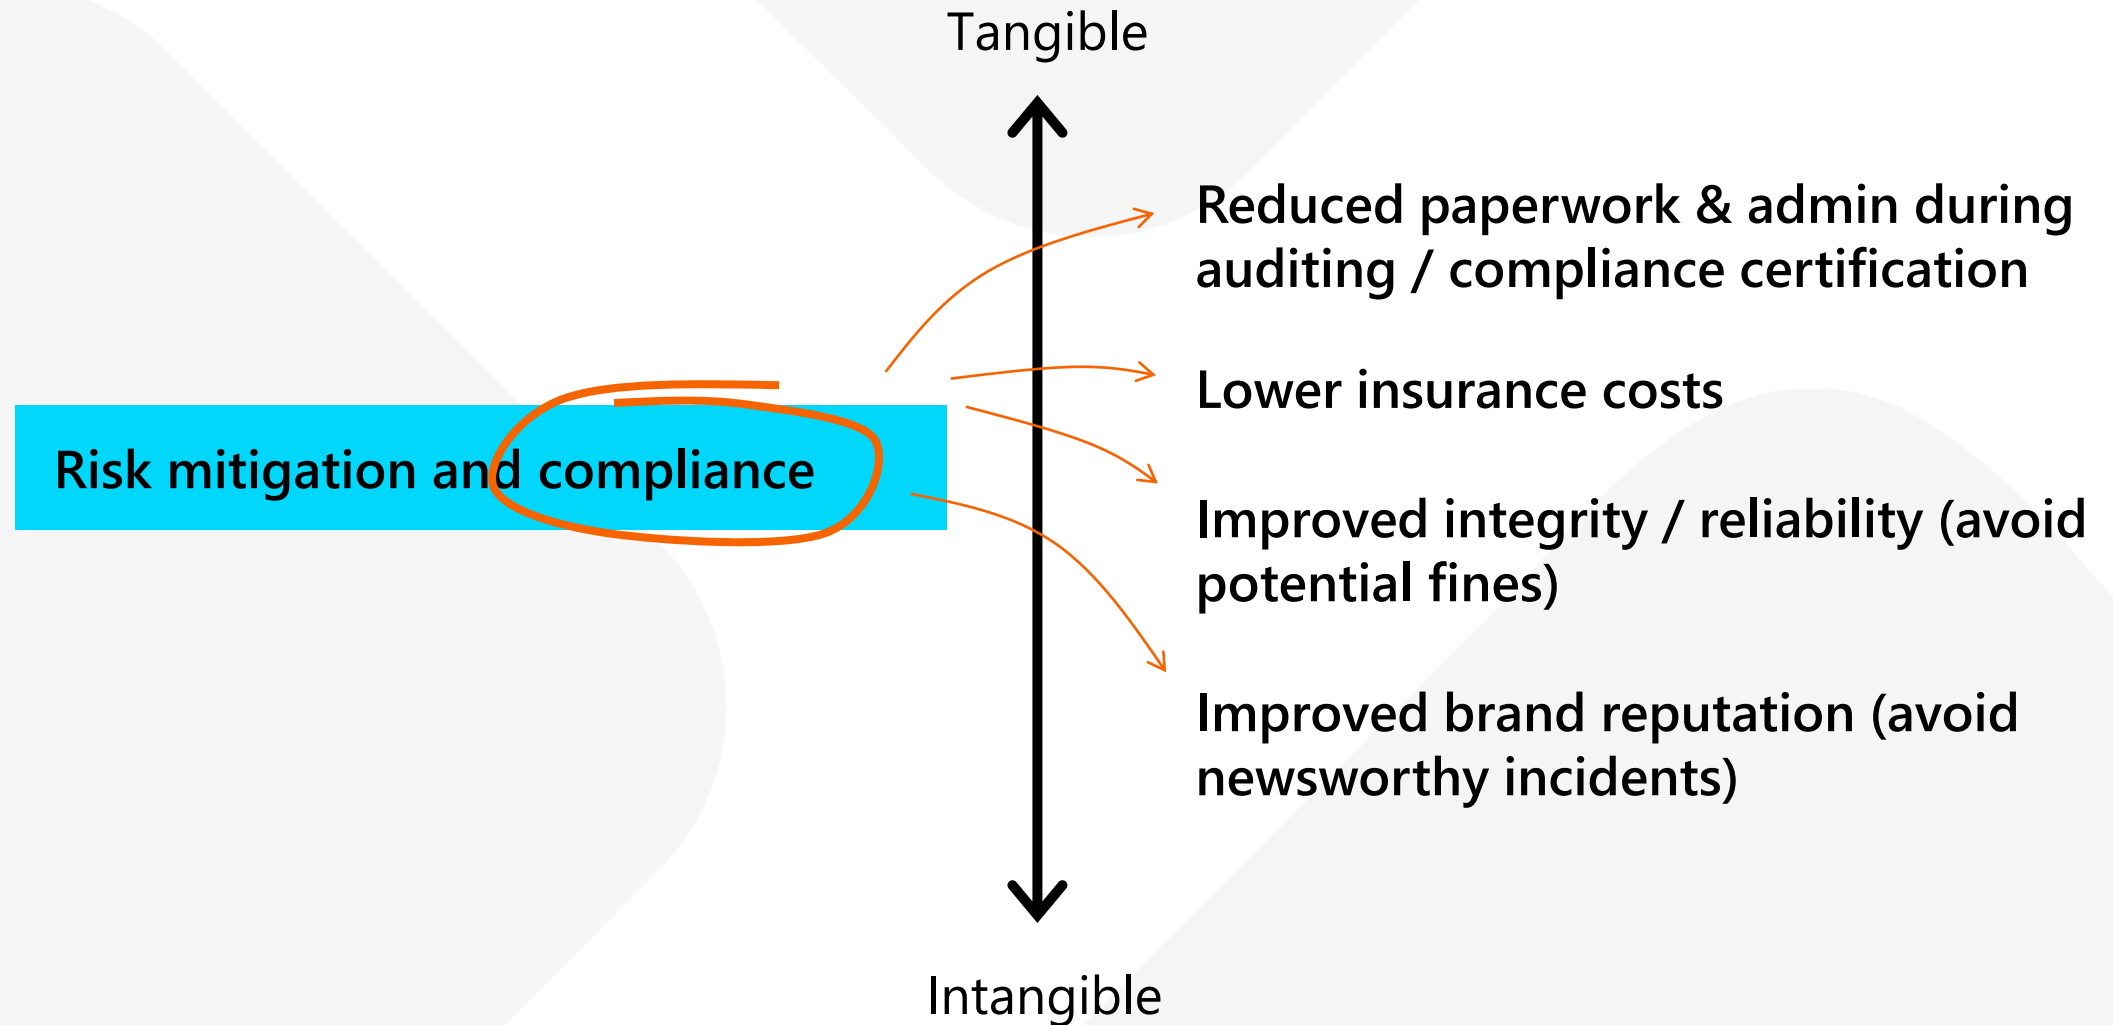 Tangible
Reduced paperwork & admin during
auditing / compliance certification
Lower insurance costs
Risk mitigation and compliance
Improved integrity / reliability (avoid
potential fines)
Improved brand reputation (avoid
newsworthy incidents)
Intangible